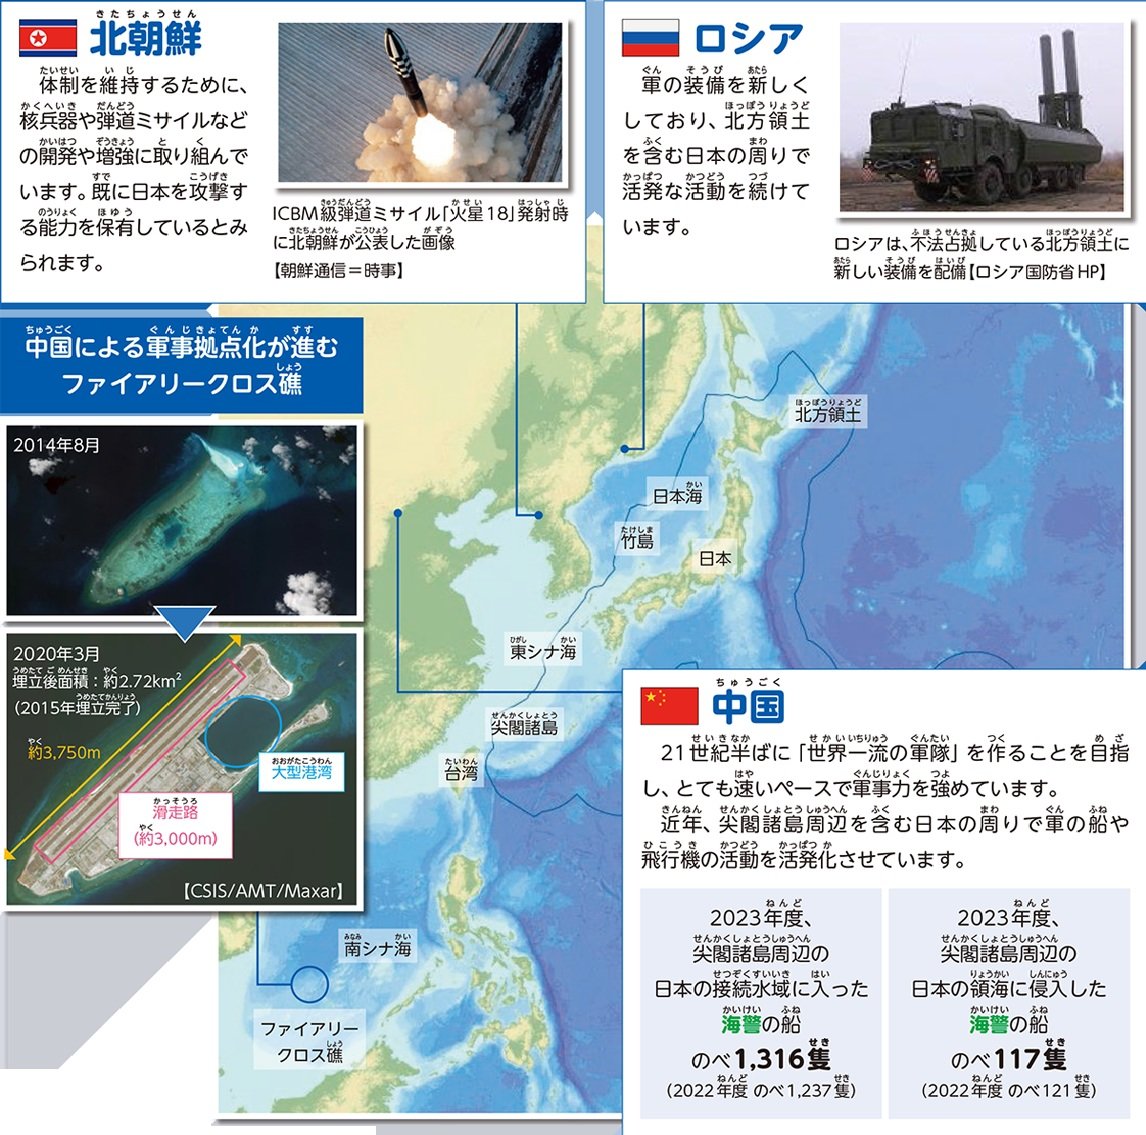 北朝鮮
体制を維持するために、
核兵器や弾道ミサイルなど
の開発や増強に取り組んで
います。既に日本を攻撃す
る能力を保有しているとみ
られます。
ICBM級弾道ミサイル「火星18」発射時
に北朝鮮が公表した画像
【朝鮮通信=時事】
ロシア
軍の装備を新しく
しており、北方領土
を含む日本の周りで
活発な活動を続けて
います。
ロシアは、不法占拠している北方領土に
新しい装備を配備【ロシア国防省HP】
中国による軍事拠点化が進む
ファイアリークロス礁
2014年8月
2020年3月
埋立後面積:約2.72km²
(2015年埋立完了)
約3,750m
大型港湾
滑走路
(約3,000m)
【CSIS/AMT/Maxar】
北方領土
日本海
竹島
日本
東シナ海
尖閣諸島
台湾
南シナ海
ファイアリー
クロス礁
中国
21世紀半ばに「世界一流の軍隊」を作ることを目指
し、とても速いペースで軍事力を強めています。
近年、尖閣諸島周辺を含む日本の周りで軍の船や
飛行機の活動を活発化させています。
2023年度、
尖閣諸島周辺の
日本の接続水域に入った
海警の船
のべ1,316隻
(2022年度 のべ1,237隻)
2023年度、
尖閣諸島周辺の
日本の領海に侵入した
海警の船
のべ117隻
(2022年度 のべ121隻)